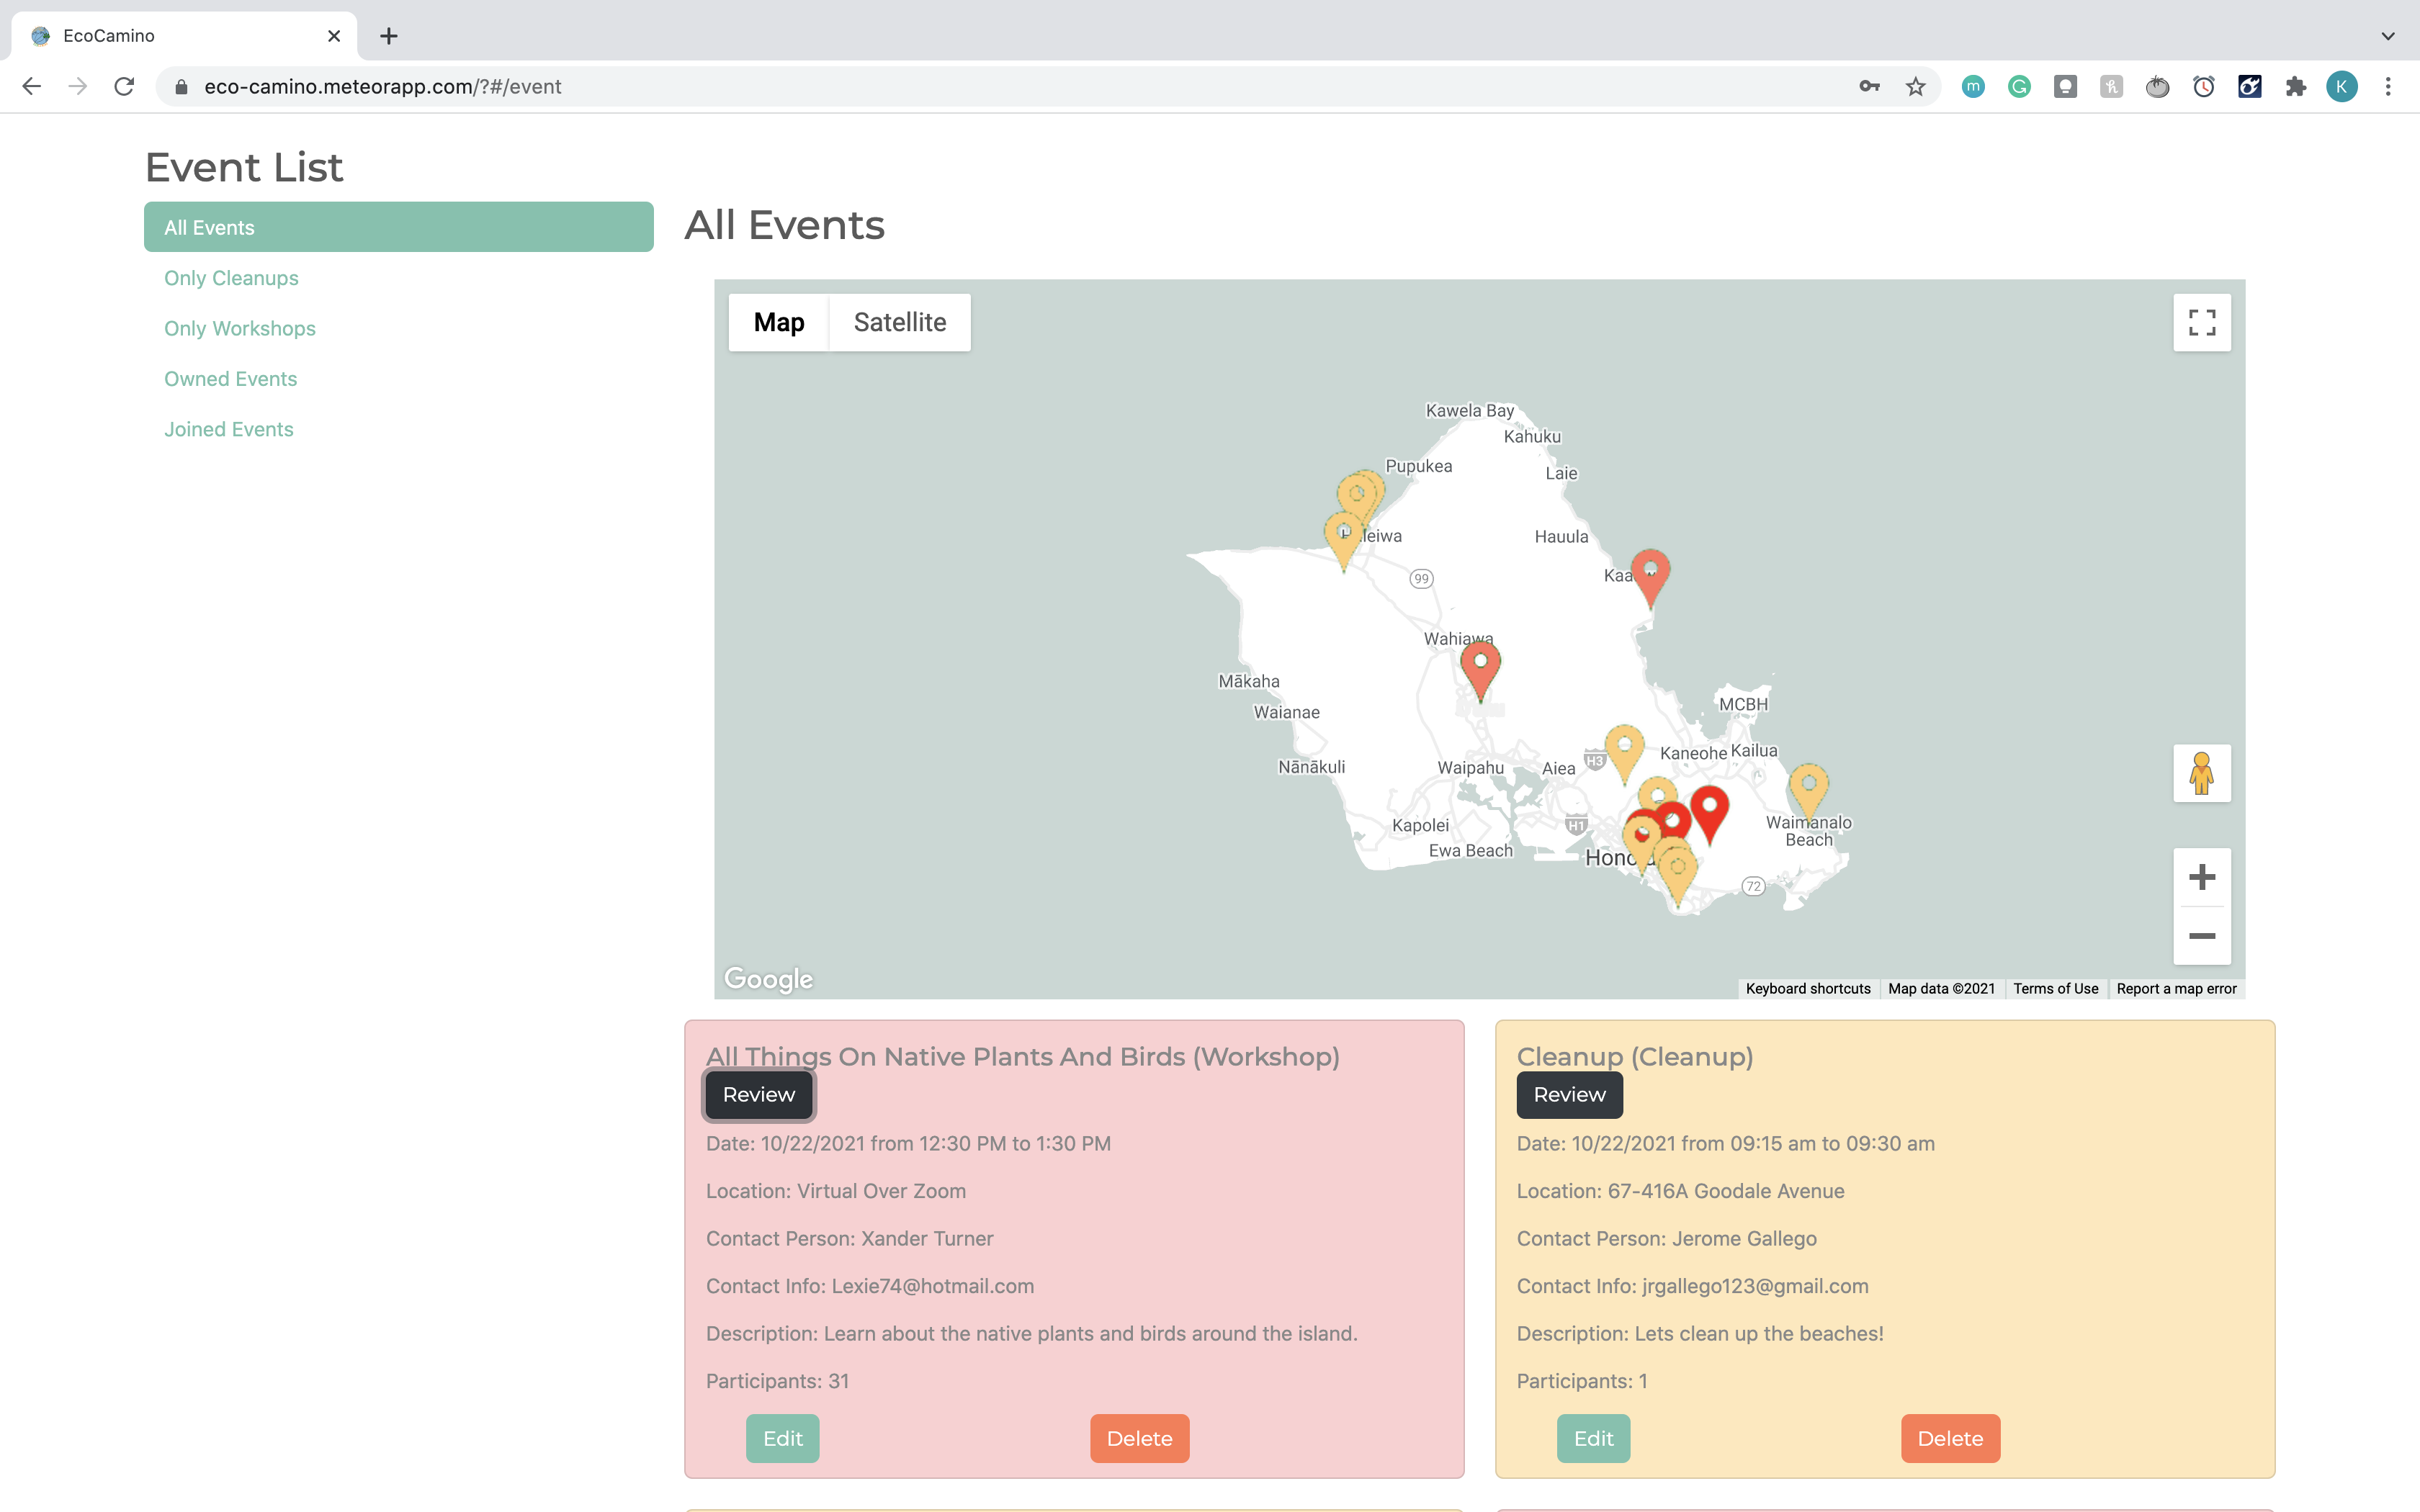 EcoCamino
eco-camino.meteorapp.com/?#/event
m
K
Event List
All Events
Only Cleanups
Only Workshops
Owned Events
Joined Events
All Events
Map
Satellite
Kawela Bay
Kahuku
Pupukea
Laie
Hauula
99
Wahiawa
Mākaha
Waianae
MCBH
Nānākuli
Waipahu
Aiea
H3
Kaneohe
Kailua
Kapolei
H1
Waimanalo
Beach
Ewa Beach
72
Google
Keyboard shortcuts
Map data ©2021
Terms of Use
Report a map error
All Things On Native Plants And Birds (Workshop)
Review
Date: 10/22/2021 from 12:30 PM to 1:30 PM
Location: Virtual Over Zoom
Contact Person: Xander Turner
Contact Info: Lexie74@hotmail.com
Description: Learn about the native plants and birds around the island.
Participants: 31
Edit
Delete
Cleanup (Cleanup)
Review
Date: 10/22/2021 from 09:15 am to 09:30 am
Location: 67-416A Goodale Avenue
Contact Person: Jerome Gallego
Contact Info: jrgallego123@gmail.com
Description: Lets clean up the beaches!
Participants: 1
Edit
Delete